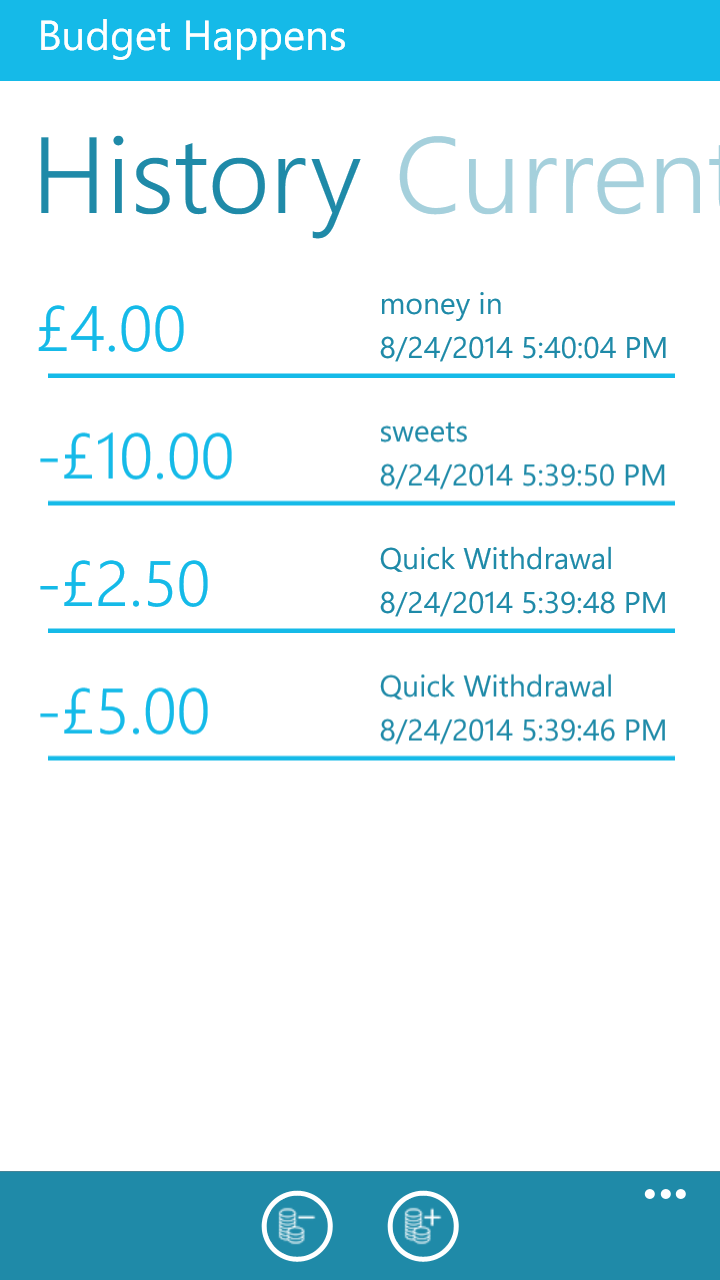 Budget Happens
History Current
£4.00
money in
8/24/2014 5:40:04 PM
-£10.00
sweets
8/24/2014 5:39:50 PM
-£2.50
Quick Withdrawal
8/24/2014 5:39:48 PM
-£5.00
Quick Withdrawal
8/24/2014 5:39:46 PM